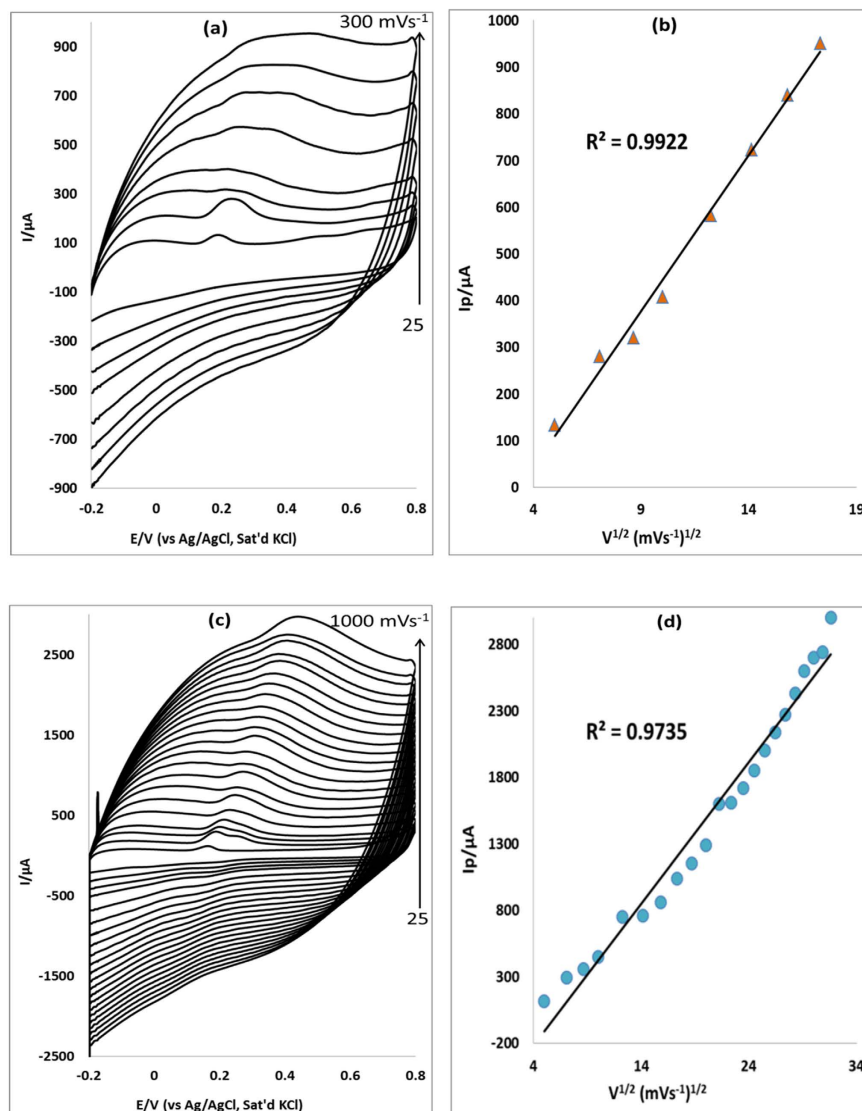 (a)
300 mVs⁻¹
900
700
500
300
100
-100
-300
-500
-700
-900
I/µA
25
-0.2 0 0.2 0.4 0.6 0.8
E/V (vs Ag/AgCl, Sat'd KCl)
(b)
1000
900
800
700
600
500
400
300
200
100
0
Ip/µA
R² = 0.9922
4 9 14 19
V¹/² (mVs⁻¹)¹/²
(c)
1000 mVs⁻¹
2500
1500
500
-500
-1500
-2500
I/µA
25
-0.2 0 0.2 0.4 0.6 0.8
E/V (vs Ag/AgCl, Sat'd KCl)
(d)
2800
2300
1800
1300
800
300
-200
Ip/µA
R² = 0.9735
4 14 24 34
V¹/² (mVs⁻¹)¹/²